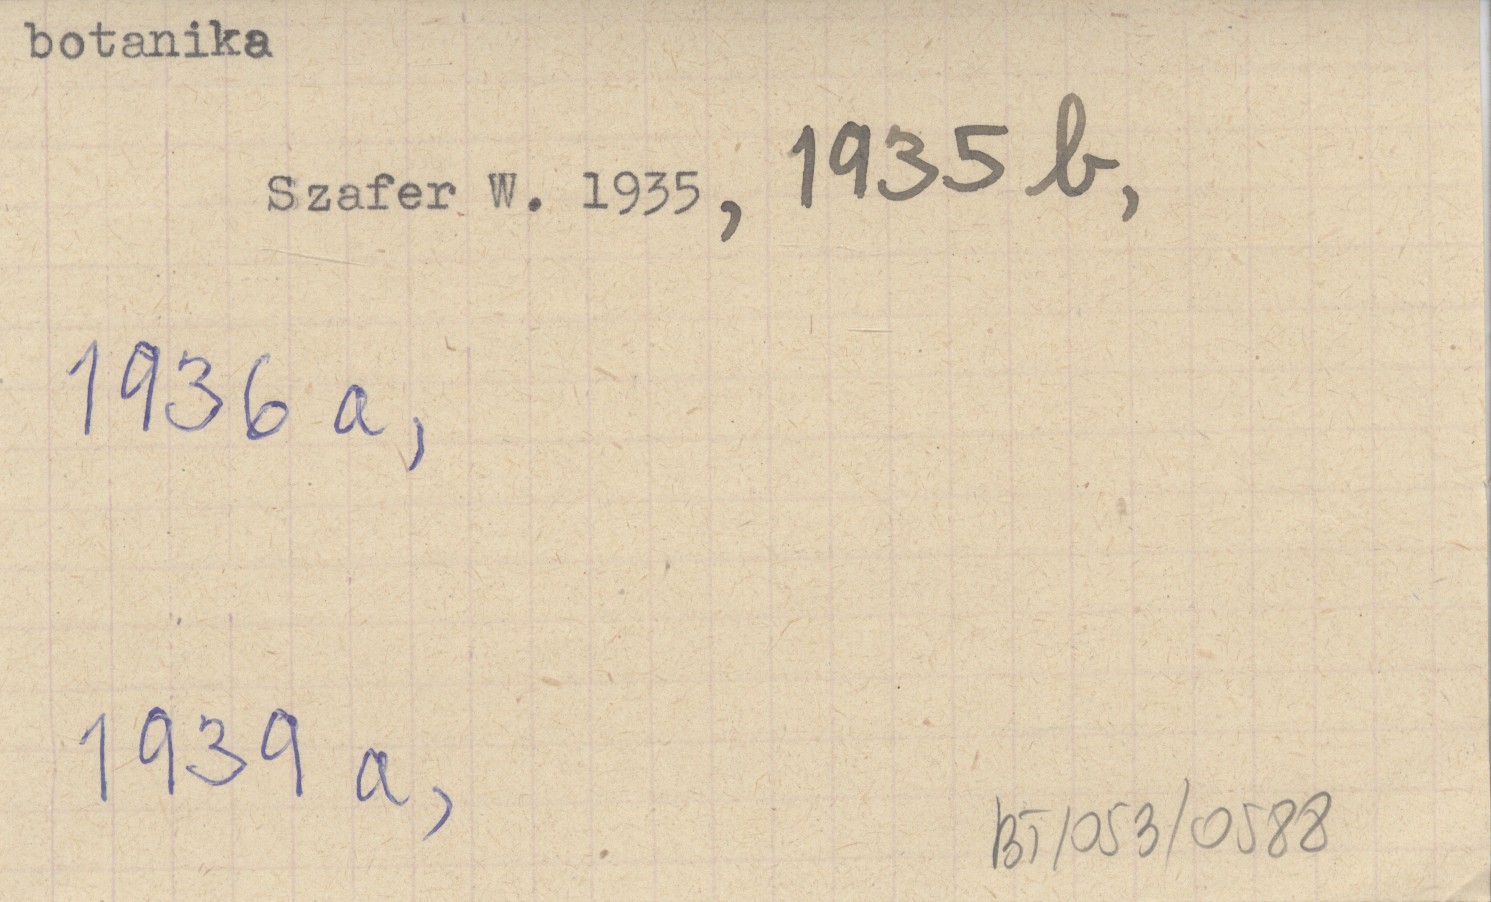 botanika
Szafer W. 1935, 1935 b,
1936 a,
1939 a,
BT/053/0588